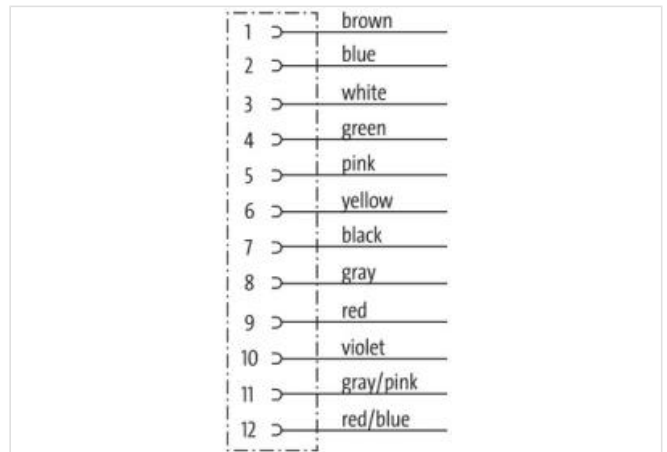 1 brown
2 blue
3 white
4 green
5 pink
6 yellow
7 black
8 gray
9 red
10 violet
11 gray/pink
12 red/blue